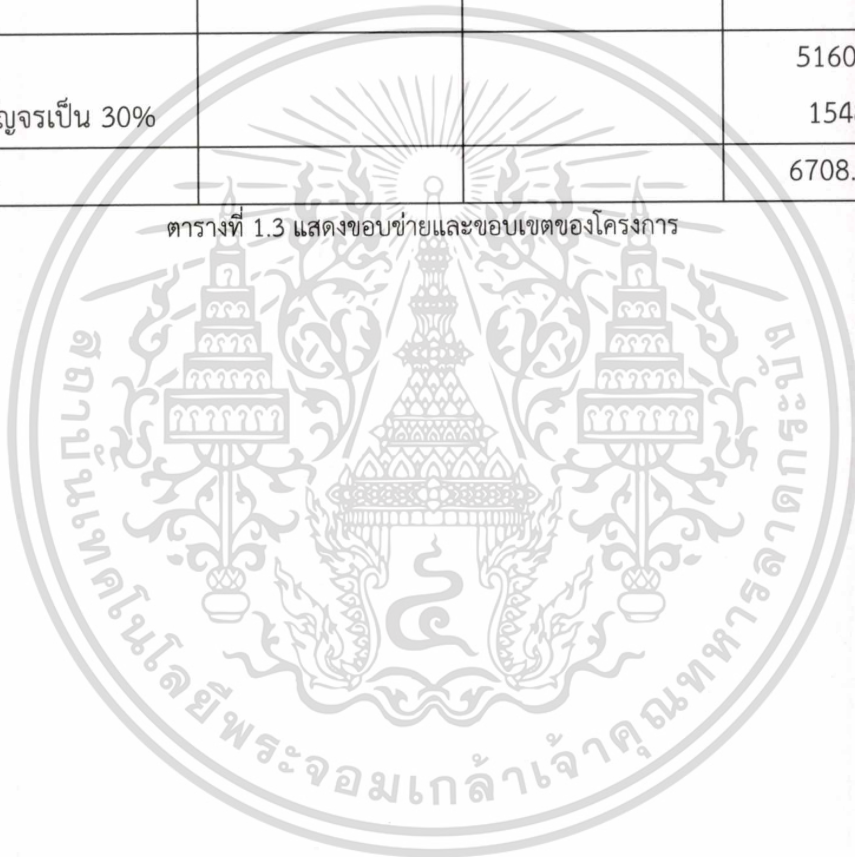 5160
ญจรเป็น 30% 154
6708.
ตารางที่ 1.3 แสดงขอบข่ายและขอบเขตของโครงการ
สถาบันเทคโนโลยีพระจอมเกล้าเจ้าคุณทหารลาดกระบัง